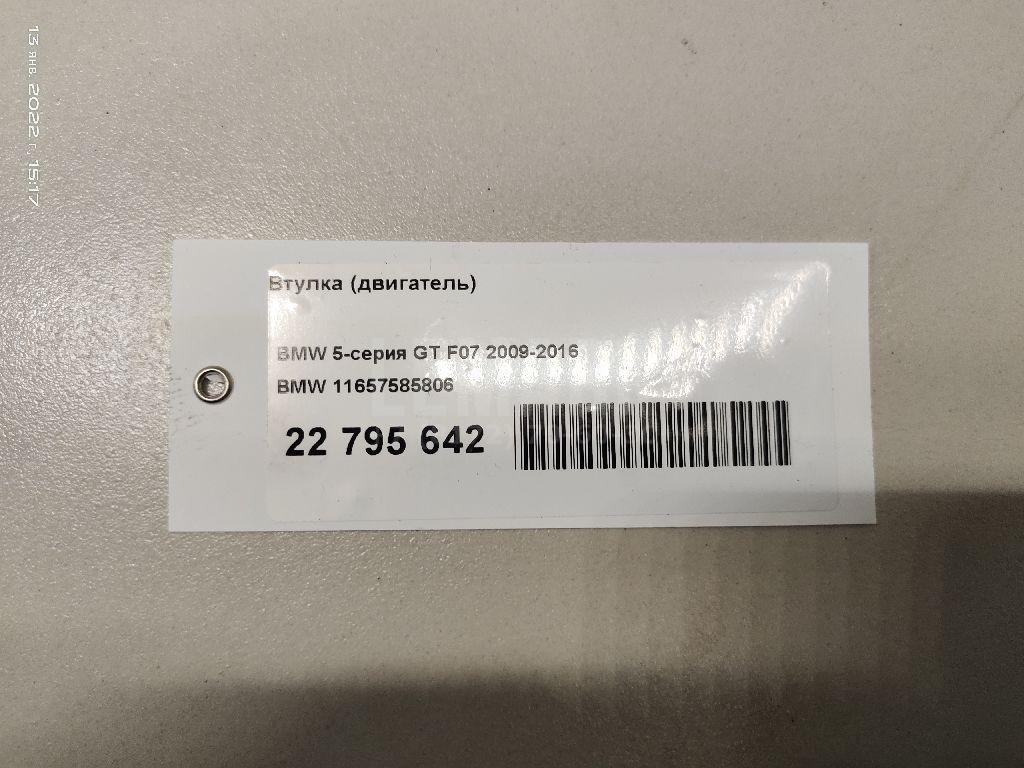 13 янв. 2022 г., 15:17
Втулка (двигатель)
BMW 5-серия GT F07 2009-2016
BMW 11657585806
22 795 642